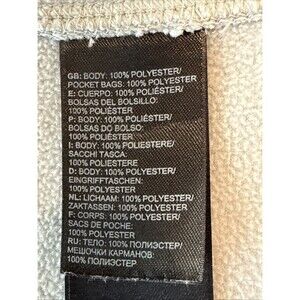 GB: BODY: 100% POLYESTER/
POCKET BAGS: 100% POLYESTER
E: CUERPO: 100% POLIÉSTER/
BOLSAS DEL BOLSILLO:
100% POLIÉSTER
P: BODY: 100% POLIÉSTER/
BOLSAS DO BOLSO:
100% POLIÉSTER
I: BODY: 100% POLIESTERE/
SACCHI TASCA:
100% POLIESTERE
D: BODY: 100% POLYESTER/
EINGRIFFTASCHEN:
100% POLYESTER
NL: LICHAAM: 100% POLYESTER/
ZAKTASSEN: 100% POLYESTER
F: CORPS: 100% POLYESTER/
SACS DE POCHE:
100% POLYESTER
RU: ТЕЛО: 100% ПОЛИЭСТЕР/
МЕШОЧКИ КАРМАНОВ:
100% ПОЛИЭСТЕР